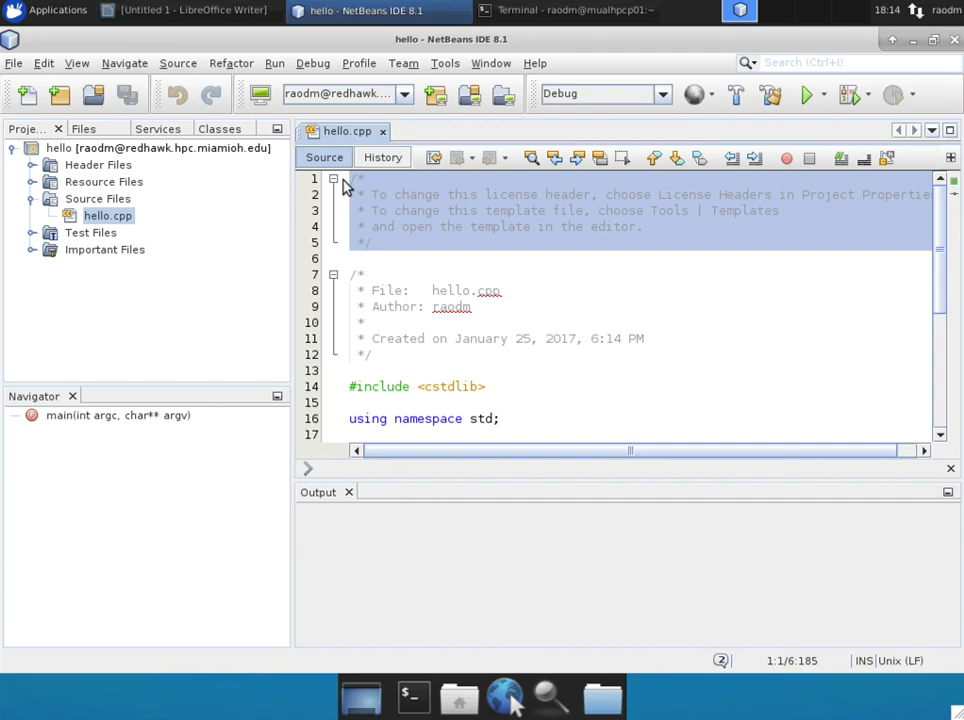 Applications
[Untitled 1 - LibreOffice Writer]
hello - NetBeans IDE 8.1
Terminal - raodm@mualhpcp01:~
18:14
raodm
hello - NetBeans IDE 8.1
File Edit View Navigate Source Refactor Run Debug Profile Team Tools Window Help
Search (Ctrl+I)
raodm@redhawk....
Debug
Proje...
Files
Services
Classes
hello.cpp
Source
History
hello [raodm@redhawk.hpc.miamioh.edu]
Header Files
Resource Files
Source Files
hello.cpp
Test Files
Important Files
1 /*
2 * To change this license header, choose License Headers in Project Properties
3 * To change this template file, choose Tools | Templates
4 * and open the template in the editor.
5 */
6
7 /*
8 * File: hello.cpp
9 * Author: raodm
10 *
11 * Created on January 25, 2017, 6:14 PM
12 */
13
14 #include <cstdlib>
15
16 using namespace std;
17
Navigator
main(int argc, char** argv)
Output
2
1:1/6:185
INS
Unix (LF)